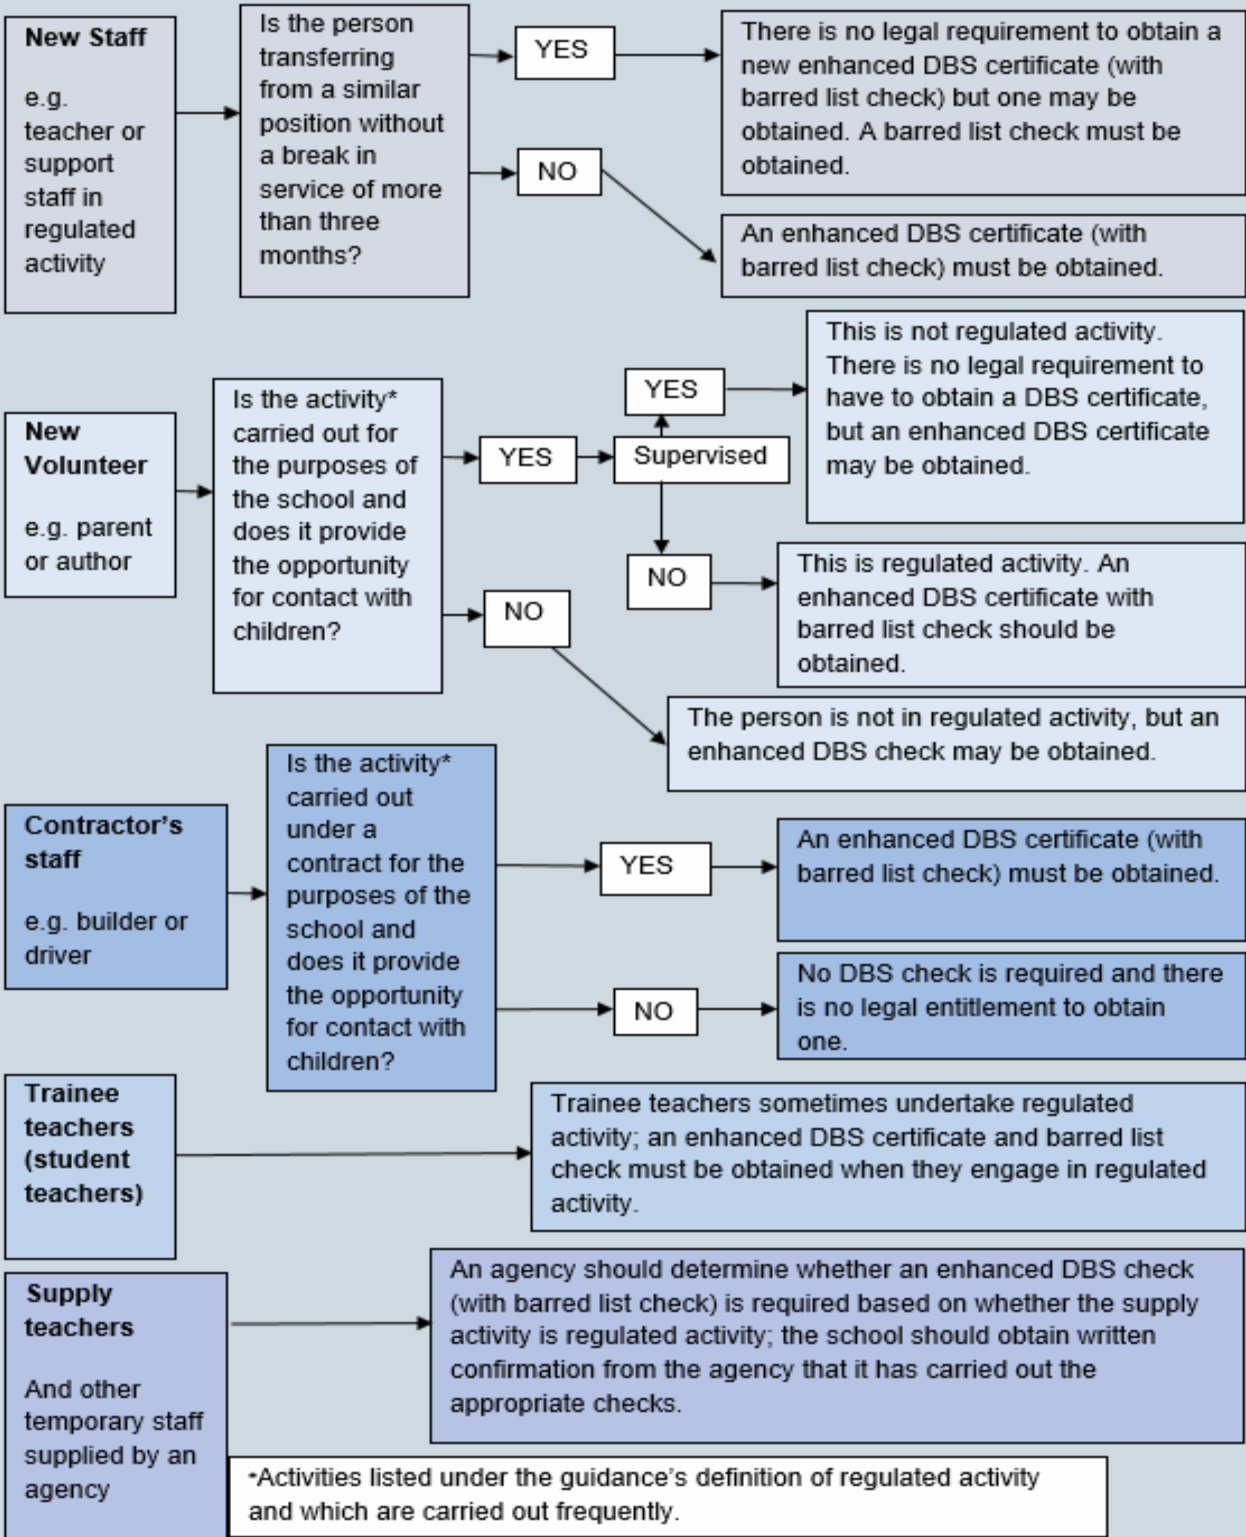 New Staff
e.g.
teacher or
support
staff in
regulated
activity
Is the person
transferring
from a similar
position without
a break in
service of more
than three
months?
YES
There is no legal requirement to obtain a
new enhanced DBS certificate (with
barred list check) but one may be
obtained. A barred list check must be
obtained.
NO
An enhanced DBS certificate (with
barred list check) must be obtained.
New
Volunteer
e.g. parent
or author
Is the activity*
carried out for
the purposes of
the school and
does it provide
the opportunity
for contact with
children?
YES
Supervised
YES
This is not regulated activity.
There is no legal requirement to
have to obtain a DBS certificate,
but an enhanced DBS certificate
may be obtained.
NO
This is regulated activity. An
enhanced DBS certificate with
barred list check should be
obtained.
NO
The person is not in regulated activity, but an
enhanced DBS check may be obtained.
Contractor's
staff
e.g. builder or
driver
Is the activity*
carried out
under a
contract for the
purposes of the
school and
does it provide
the opportunity
for contact with
children?
YES
An enhanced DBS certificate (with
barred list check) must be obtained.
NO
No DBS check is required and there
is no legal entitlement to obtain
one.
Trainee
teachers
(student
teachers)
Trainee teachers sometimes undertake regulated
activity; an enhanced DBS certificate and barred list
check must be obtained when they engage in regulated
activity.
Supply
teachers
And other
temporary staff
supplied by an
agency
An agency should determine whether an enhanced DBS check
(with barred list check) is required based on whether the supply
activity is regulated activity; the school should obtain written
confirmation from the agency that it has carried out the
appropriate checks.
*Activities listed under the guidance's definition of regulated activity
and which are carried out frequently.